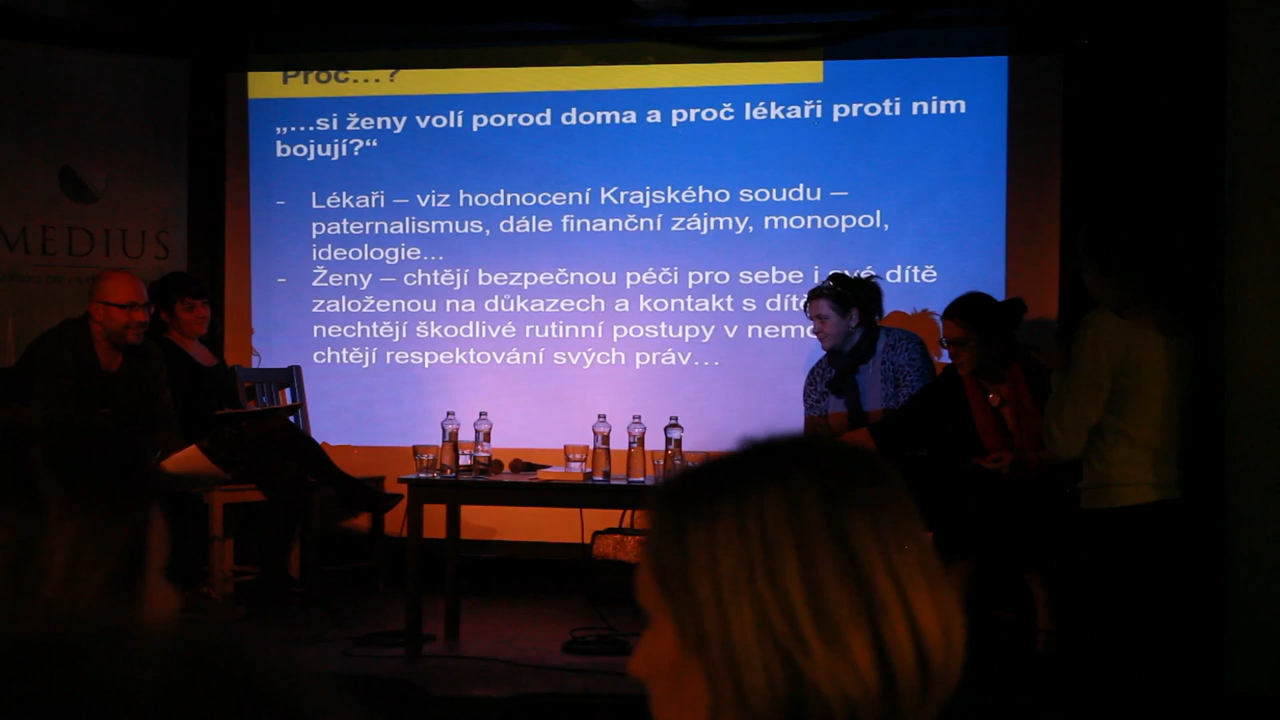 Proč...?
„...si ženy volí porod doma a proč lékaři proti nim
bojují?“
- Lékaři – viz hodnocení Krajského soudu –
paternalismus, dále finanční zájmy, monopol,
ideologie...
- Ženy – chtějí bezpečnou péči pro sebe i své dítě
založenou na důkazech a kontakt s
nechtějí škodlivé rutinní postupy v
chtějí respektování svých práv...
MEDIUS